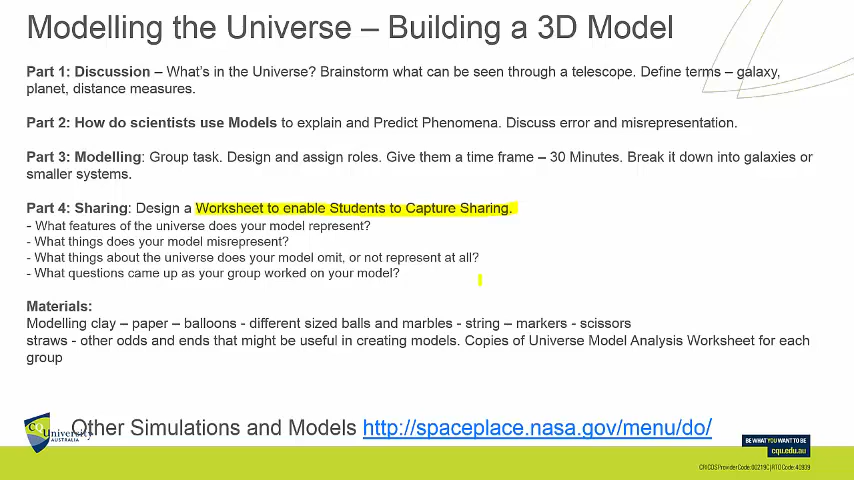 Modelling the Universe – Building a 3D Model
Part 1: Discussion – What's in the Universe? Brainstorm what can be seen through a telescope. Define terms – galaxy,
planet, distance measures.
Part 2: How do scientists use Models to explain and Predict Phenomena. Discuss error and misrepresentation.
Part 3: Modelling: Group task. Design and assign roles. Give them a time frame – 30 Minutes. Break it down into galaxies or
smaller systems.
Part 4: Sharing: Design a Worksheet to enable Students to Capture Sharing.
- What features of the universe does your model represent?
- What things does your model misrepresent?
- What things about the universe does your model omit, or not represent at all?
- What questions came up as your group worked on your model?
Materials:
Modelling clay – paper – balloons - different sized balls and marbles - string – markers - scissors
straws - other odds and ends that might be useful in creating models. Copies of Universe Model Analysis Worksheet for each
group
CQUniversity
AUSTRALIA
Other Simulations and Models http://spaceplace.nasa.gov/menu/do/
BE WHAT YOU WANT TO BE
cqu.edu.au
CRICOS Provider Code: 00219C | RTO Code: 40939